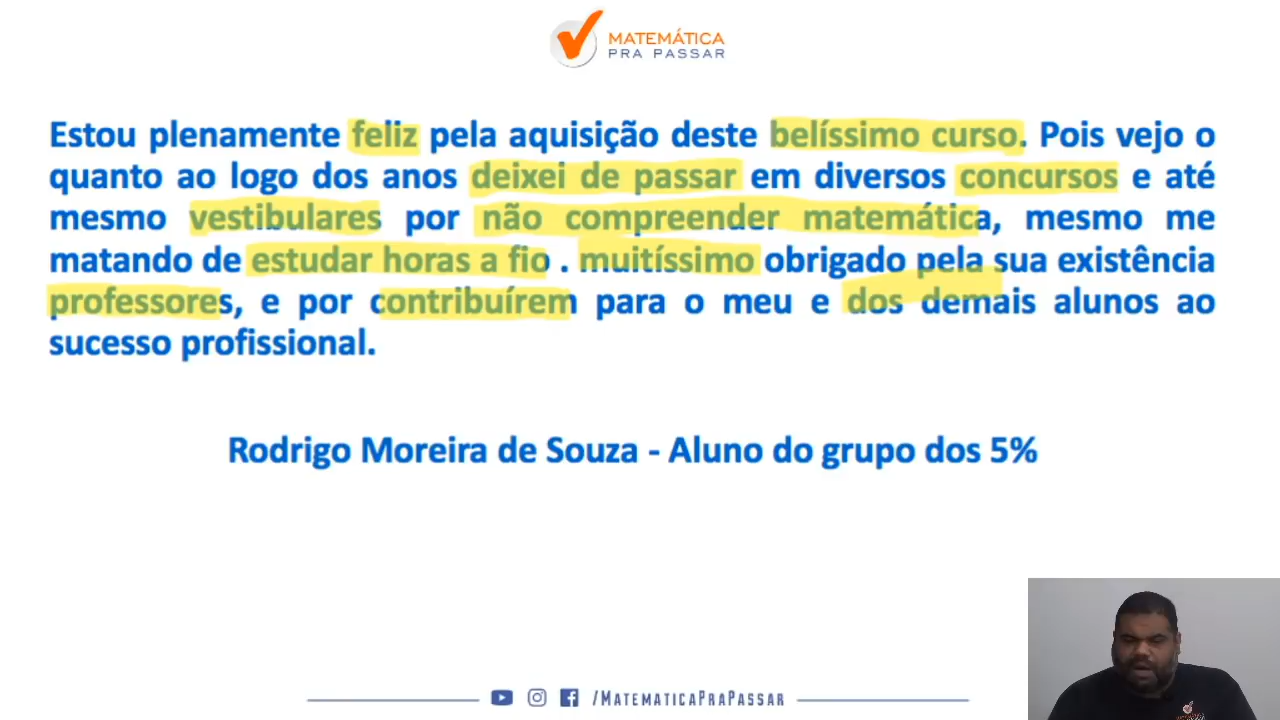 MATEMÁTICA
PRA PASSAR
Estou plenamente feliz pela aquisição deste belíssimo curso. Pois vejo o
quanto ao logo dos anos deixei de passar em diversos concursos e até
mesmo vestibulares por não compreender matemática, mesmo me
matando de estudar horas a fio . muitíssimo obrigado pela sua existência
professores, e por contribuírem para o meu e dos demais alunos ao
sucesso profissional.
Rodrigo Moreira de Souza - Aluno do grupo dos 5%
/MATEMATICAPRAPASSAR